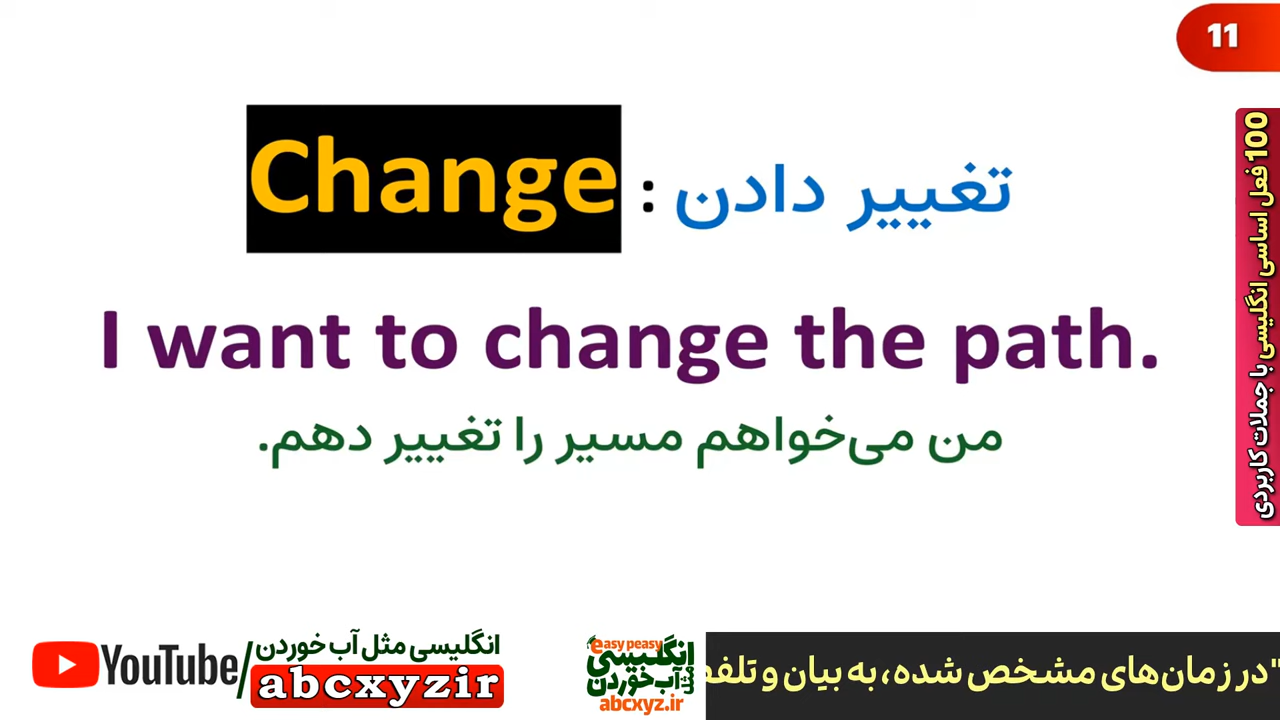 11
Change : تغییر دادن
I want to change the path.
من می‌خواهم مسیر را تغییر دهم.
100 فعل اساسی انگلیسی با جملات کاربردی
YouTube/
انگلیسی مثل آب خوردن
abcxyzir
easy peasy
انگلیسی
مثل آب خوردن
abcxyz.ir
"در زمان‌های مشخص شده، به بیان و تلفظ